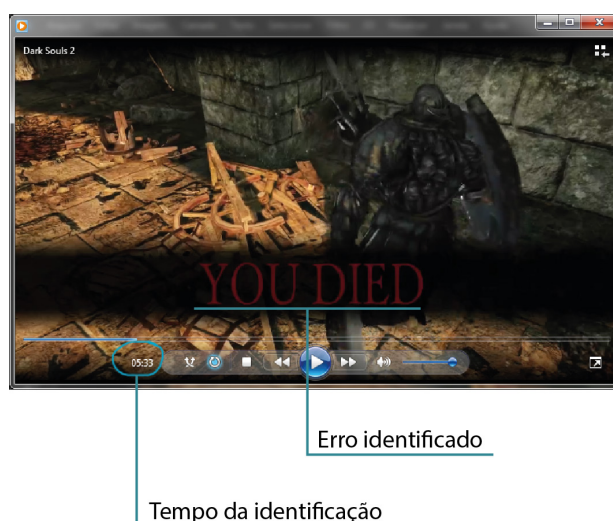 Dark Souls 2
YOU DIED
05:33
Erro identificado
Tempo da identificação